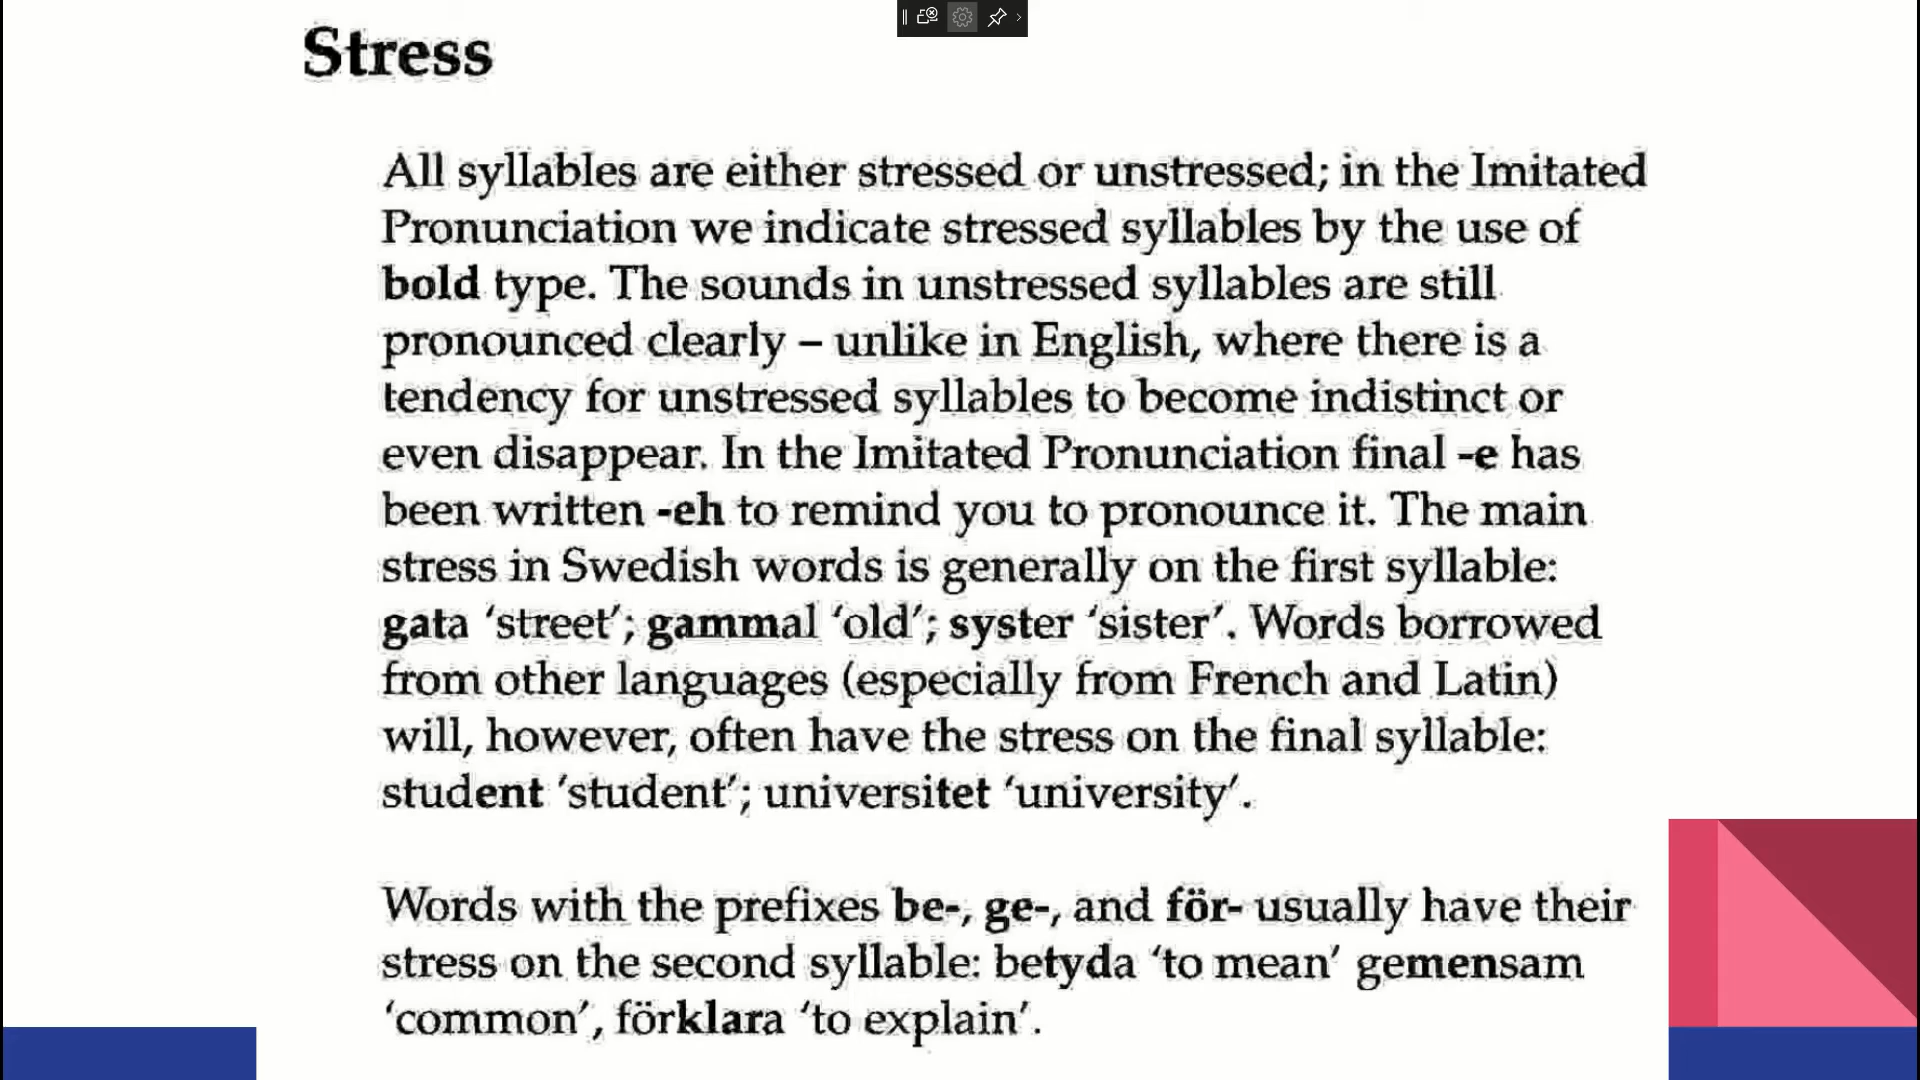 Stress
All syllables are either stressed or unstressed; in the Imitated
Pronunciation we indicate stressed syllables by the use of
bold type. The sounds in unstressed syllables are still
pronounced clearly – unlike in English, where there is a
tendency for unstressed syllables to become indistinct or
even disappear. In the Imitated Pronunciation final -e has
been written -eh to remind you to pronounce it. The main
stress in Swedish words is generally on the first syllable:
gata ‘street’; gammal ‘old’; syster ‘sister’. Words borrowed
from other languages (especially from French and Latin)
will, however, often have the stress on the final syllable:
student ‘student’; universitet ‘university’.
Words with the prefixes be-, ge-, and för- usually have their
stress on the second syllable: betyda ‘to mean’ gemensam
‘common’, förklara ‘to explain’.